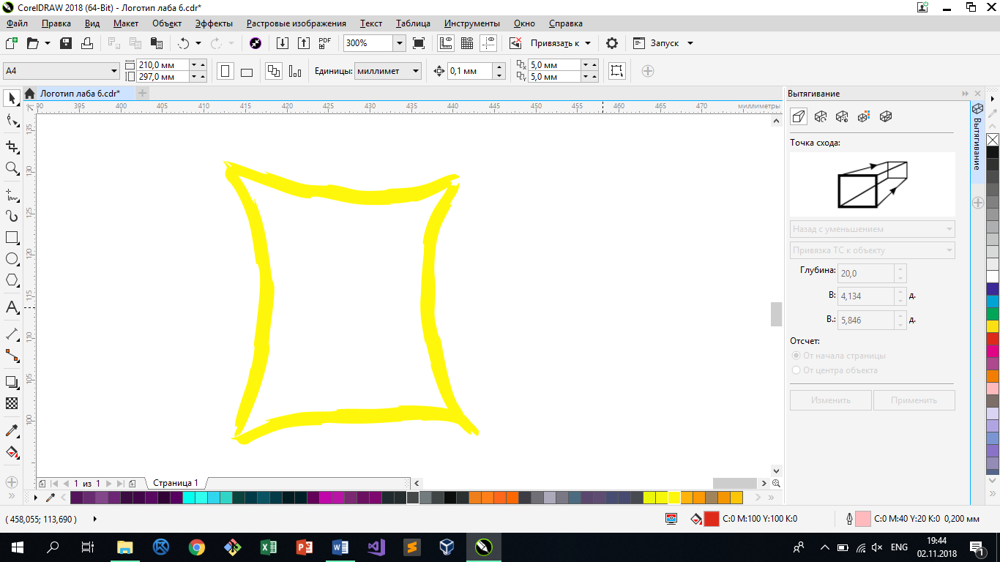 CorelDRAW 2018 (64-Bit) - Логотип лаба 6.cdr*
Файл Правка Вид Макет Объект Эффекты Растровые изображения Текст Таблица Инструменты Окно Справка
PDF 300% Привязать к Запуск
A4 210,0 мм 297,0 мм Единицы: миллимет 0,1 мм 5,0 мм 5,0 мм
Логотип лаба 6.cdr*
Вытягивание
90 395 400 405 410 415 420 425 430 435 440 445 450 455 460 465 470 миллиметры
135
130
125
120
115
110
105
100
Вытягивание
Точка схода:
Назад с уменьшением
Привязка ТС к объекту
Глубина: 20,0
В: 4,134 д.
В.: 5,846 д.
Отсчет:
От начала страницы
От центра объекта
Изменить Применить
1 из 1 Страница 1
( 458,055; 113,690 ) C:0 M:100 Y:100 K:0 C:0 M:40 Y:20 K:0 0,200 мм
ENG 19:44
02.11.2018 1